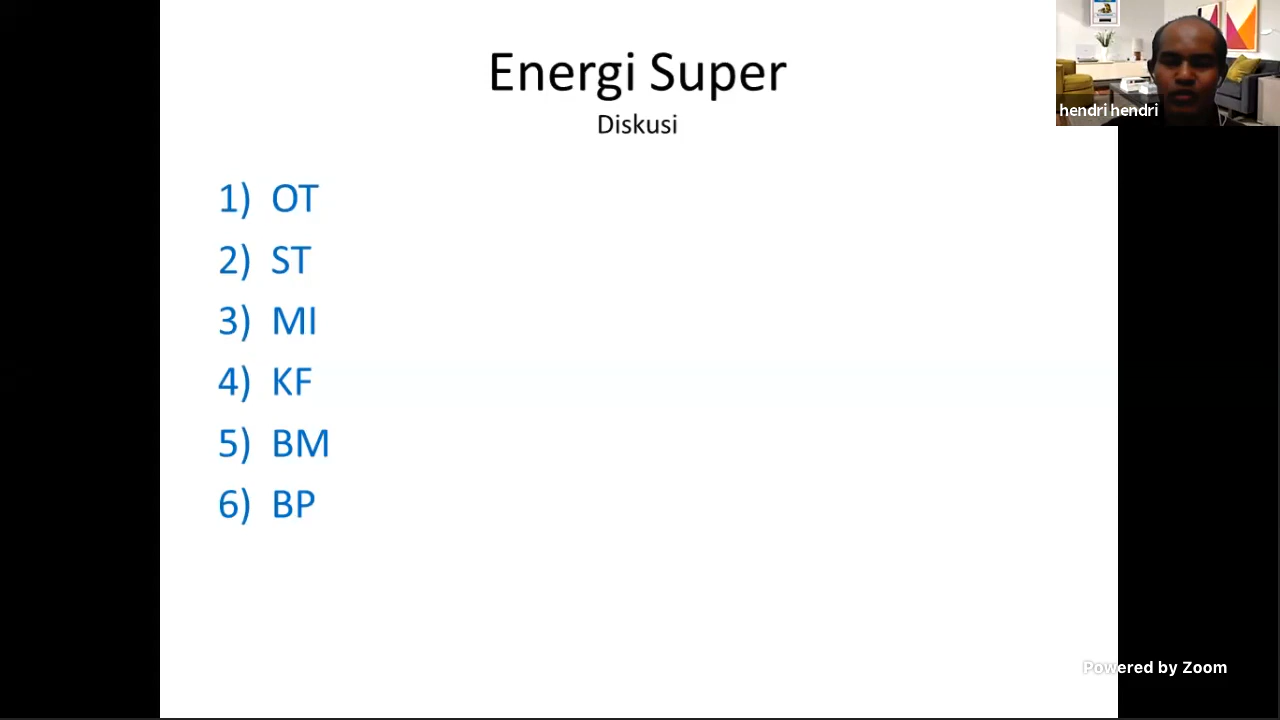 Energi Super
Diskusi
1) OT
2) ST
3) MI
4) KF
5) BM
6) BP
hendri hendri
Powered by Zoom